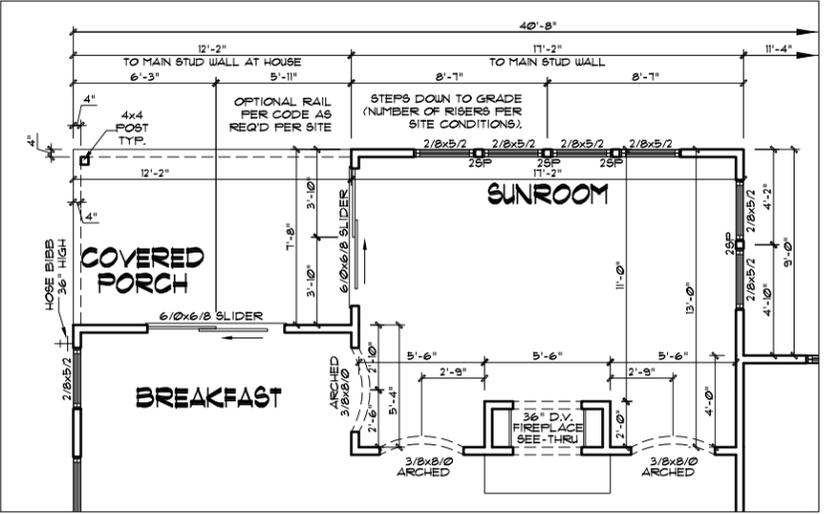 40'-8"
12'-2"
17'-2"
11'-4"
TO MAIN STUD WALL AT HOUSE
TO MAIN STUD WALL
6'-3"
5'-11"
8'-7"
8'-7"
4"
4x4
POST
TYP.
OPTIONAL RAIL
PER CODE AS
REQ'D PER SITE
STEPS DOWN TO GRADE
(NUMBER OF RISERS PER
SITE CONDITIONS).
4"
2/8x5/2
2/8x5/2
2/8x5/2
2/8x5/2
2SP
2SP
2SP
12'-2"
17'-2"
SUNROOM
4"
3'-10"
7'-8"
3'-10"
6/0x6/8 SLIDER
2/8x5/2
4'-2"
2SP
9'-0"
2/8x5/2
4'-10"
COVERED
PORCH
HOSE BIBB
36" HIGH
11'-0"
13'-0"
6/0x6/8 SLIDER
2/8x5/2
BREAKFAST
ARCHED
3/8x8/0
2'-10"
2'-6"
5'-4"
5'-6"
5'-6"
5'-6"
2'-9"
2'-9"
4'-0"
2'-0"
36" D.V.
FIREPLACE
SEE-THRU
3/8x8/0
ARCHED
3/8x8/0
ARCHED